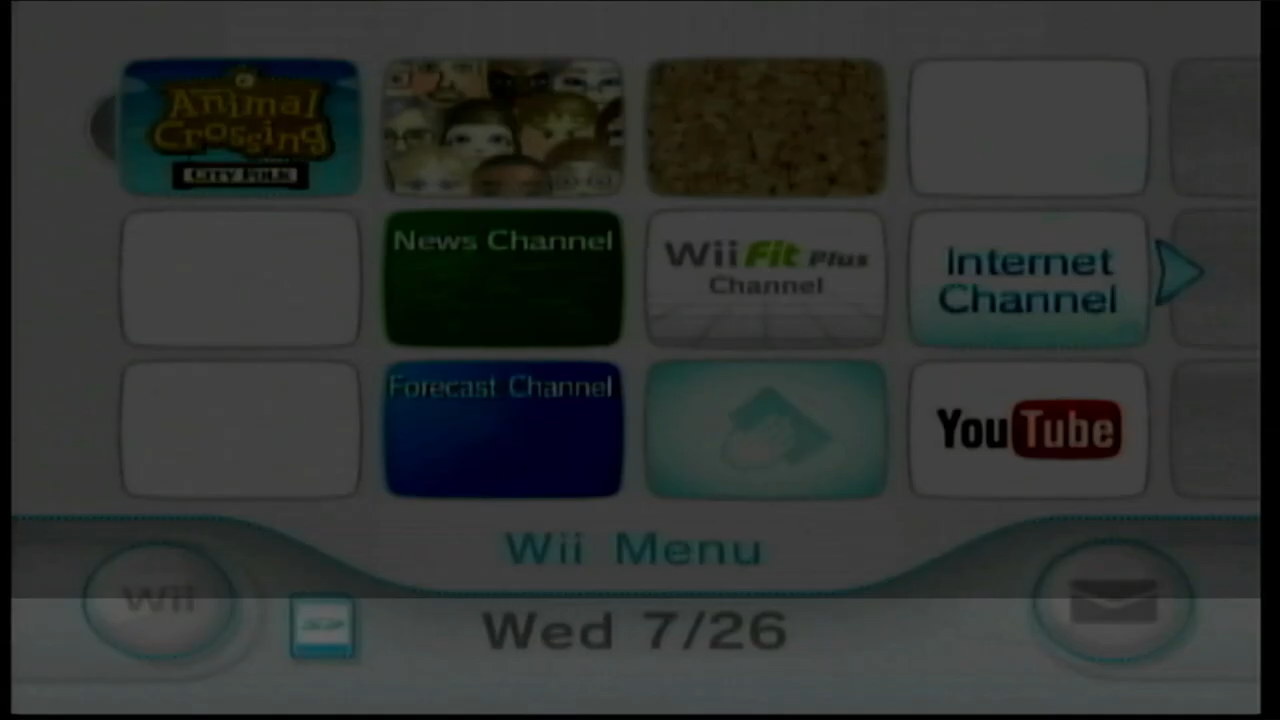 Animal
Crossing
CITY FOLK
News Channel
Wii Fit Plus
Channel
Internet
Channel
Forecast Channel
YouTube
Wii Menu
Wii
Wed 7/26